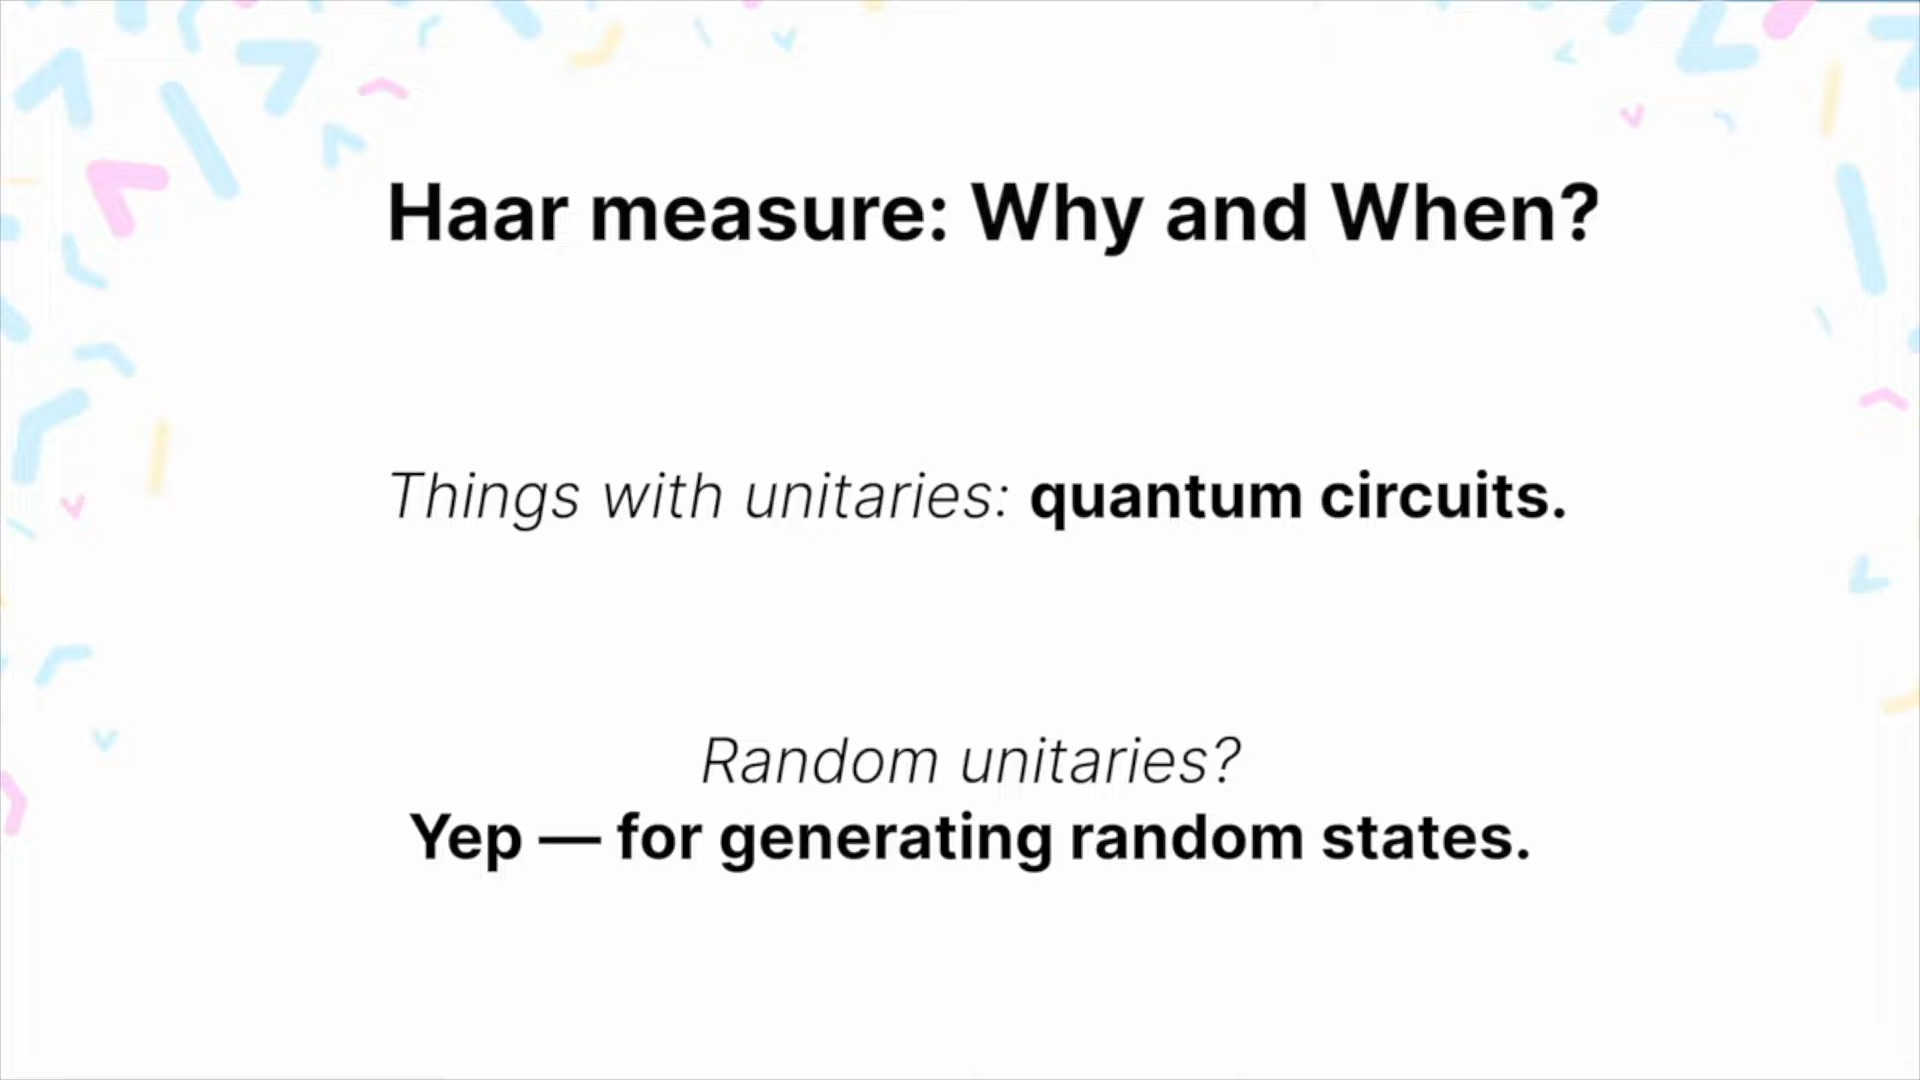 Haar measure: Why and When?
Things with unitaries: quantum circuits.
Random unitaries?
Yep — for generating random states.